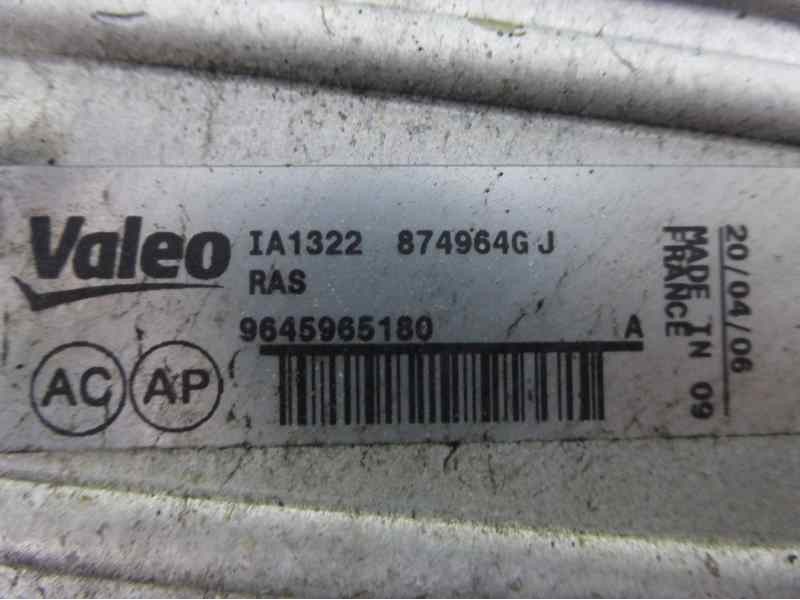 Valeo
IA1322 874964G J
RAS
9645965180 A
AC AP
20/04/06
MADE IN 09
FRANCE